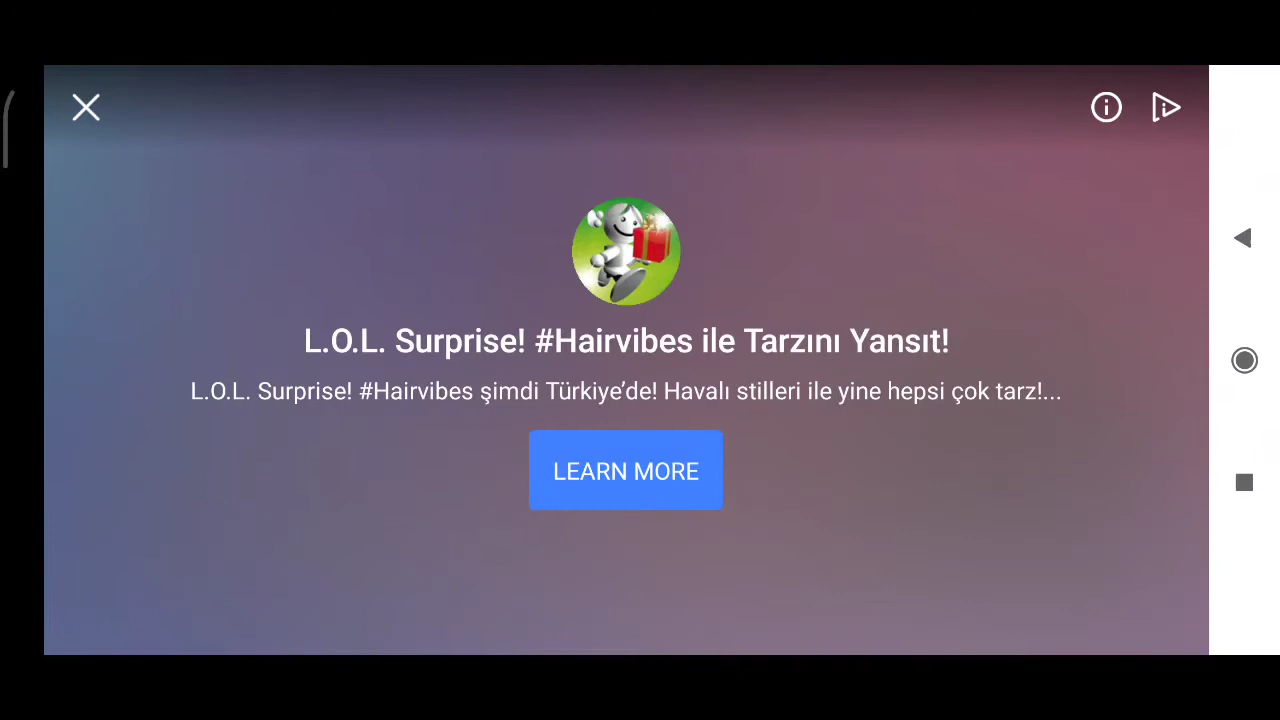 L.O.L. Surprise! #Hairvibes ile Tarzını Yansıt!
L.O.L. Surprise! #Hairvibes şimdi Türkiye’de! Havalı stilleri ile yine hepsi çok tarz!...
LEARN MORE